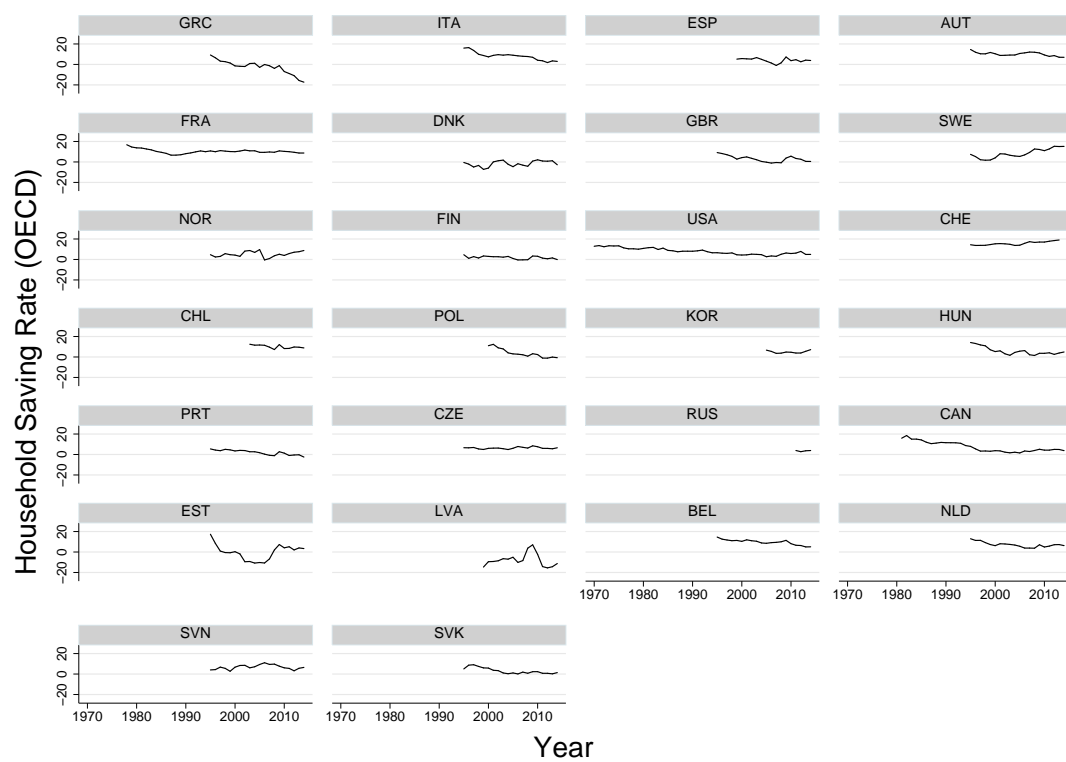 GRC ITA ESP AUT
20
0
-20
FRA DNK GBR SWE
20
0
-20
NOR FIN USA CHE
20
0
-20
CHL POL KOR HUN
20
0
-20
PRT CZE RUS CAN
20
0
-20
EST LVA BEL NLD
20
0
-20
1970 1980 1990 2000 2010 1970 1980 1990 2000 2010
SVN SVK
20
0
-20
1970 1980 1990 2000 2010 1970 1980 1990 2000 2010
Household Saving Rate (OECD)
Year